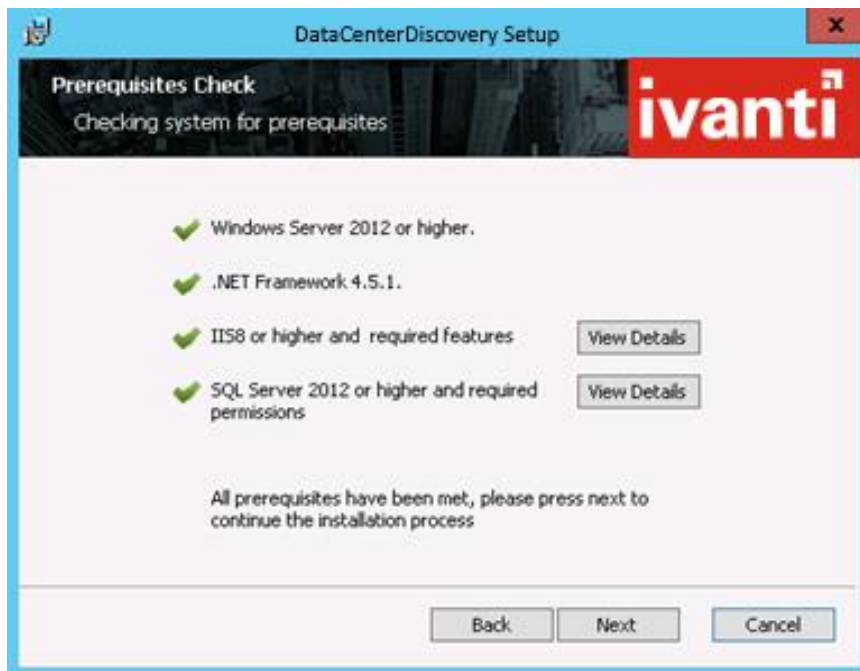 DataCenterDiscovery Setup
Prerequisites Check
Checking system for prerequisites
ivanti
Windows Server 2012 or higher.
.NET Framework 4.5.1.
IIS8 or higher and required features
View Details
SQL Server 2012 or higher and required
permissions
View Details
All prerequisites have been met, please press next to
continue the installation process
Back
Next
Cancel